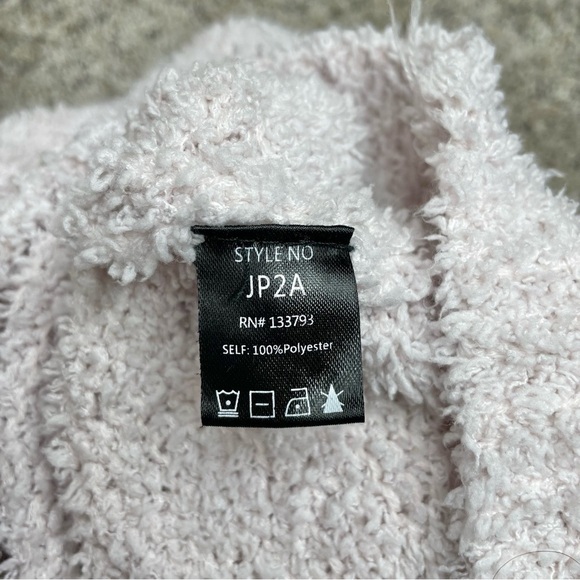 STYLE NO
JP2A
RN# 133793
SELF: 100%Polyester